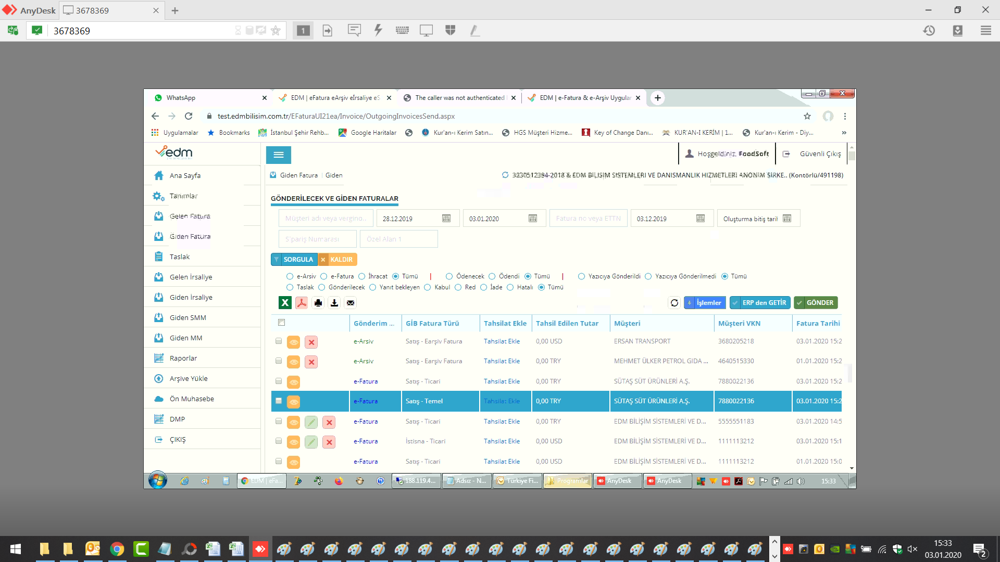 AnyDesk
3678369
3678369
1
WhatsApp
EDM | eFatura eArşiv eİrsaliye eS
The caller was not authenticated
EDM | e-Fatura & e-Arşiv Uygular
test.edmbilisim.com.tr/EFaturaUI21ea/Invoice/OutgoingInvoicesSend.aspx
Uygulamalar
Bookmarks
İstanbul Şehir Rehb...
Google Haritalar
Kur'an-ı Kerim Satın...
HGS Müşteri Hizme...
Key of Change Danı...
KUR'AN-I KERİM | 1...
Kur'an-ı Kerim - Diy...
»
edm
Hoşgeldiniz, FoodSoft
Güvenli Çıkış
Giden Fatura
Giden
3230512384-2018 & EDM BILISIM SISTEMLERI VE DANISMANLIK HIZMETLERI ANONIM SIRKE.. (Kontörlü/491198)
Ana Sayfa
Tanımlar
Gelen Fatura
Giden Fatura
Taslak
Gelen İrsaliye
Giden İrsaliye
Giden SMM
Giden MM
Raporlar
Arşive Yükle
Ön Muhasebe
DMP
ÇIKIŞ
GÖNDERİLECEK VE GİDEN FATURALAR
Müşteri adı veya vergino..
28.12.2019
03.01.2020
Fatura no veya ETTN
03.12.2019
Oluşturma bitiş tarih
Sipariş Numarası
Özel Alan 1
SORGULA
KALDIR
e-Arsiv e-Fatura İhracat Tümü | Ödenecek Ödendi Tümü | Yazıcıya Gönderildi Yazıcıya Gönderilmedi Tümü
Taslak Gönderilecek Yanıt bekleyen Kabul Red İade Hatalı Tümü
İşlemler
ERP den GETİR
GÖNDER
Gönderim ... GİB Fatura Türü Tahsilat Ekle Tahsil Edilen Tutar Müşteri Müşteri VKN Fatura Tarihi
e-Arsiv Satış - Earşiv Fatura Tahsilat Ekle 0,00 USD ERSAN TRANSPORT 3680205218 03.01.2020 15:2
e-Arsiv Satış - Earşiv Fatura Tahsilat Ekle 0,00 TRY MEHMET ÜLKER PETROL GIDA ... 4640515330 01.01.2020 15:2
e-Fatura Satış - Ticari Tahsilat Ekle 0,00 TRY SÜTAŞ SÜT ÜRÜNLERİ A.Ş. 7880022136 03.01.2020 15:2
e-Fatura Satış - Temel Tahsilat Ekle 0,00 TRY SÜTAŞ SÜT ÜRÜNLERİ A.Ş. 7880022136 03.01.2020 15:2
e-Fatura Satış - Ticari Tahsilat Ekle 0,00 TRY EDM BİLİŞİM SİSTEMLERİ VE D... 5555551183 03.01.2020 14:5
e-Fatura İstisna - Ticari Tahsilat Ekle 0,00 USD EDM BİLİŞİM SİSTEMLERİ VE D... 1111113212 03.01.2020 15:1
e-Fatura Satış - Ticari Tahsilat Ekle 0,00 USD EDM BİLİŞİM SİSTEMLERİ VE D... 1111113212 01.01.2020 15:0
EDM | eFa...
188.119.4...
Adsız - N...
Türkiye Fi...
Programlar
AnyDesk
AnyDesk
15:33
15:33
03.01.2020
2